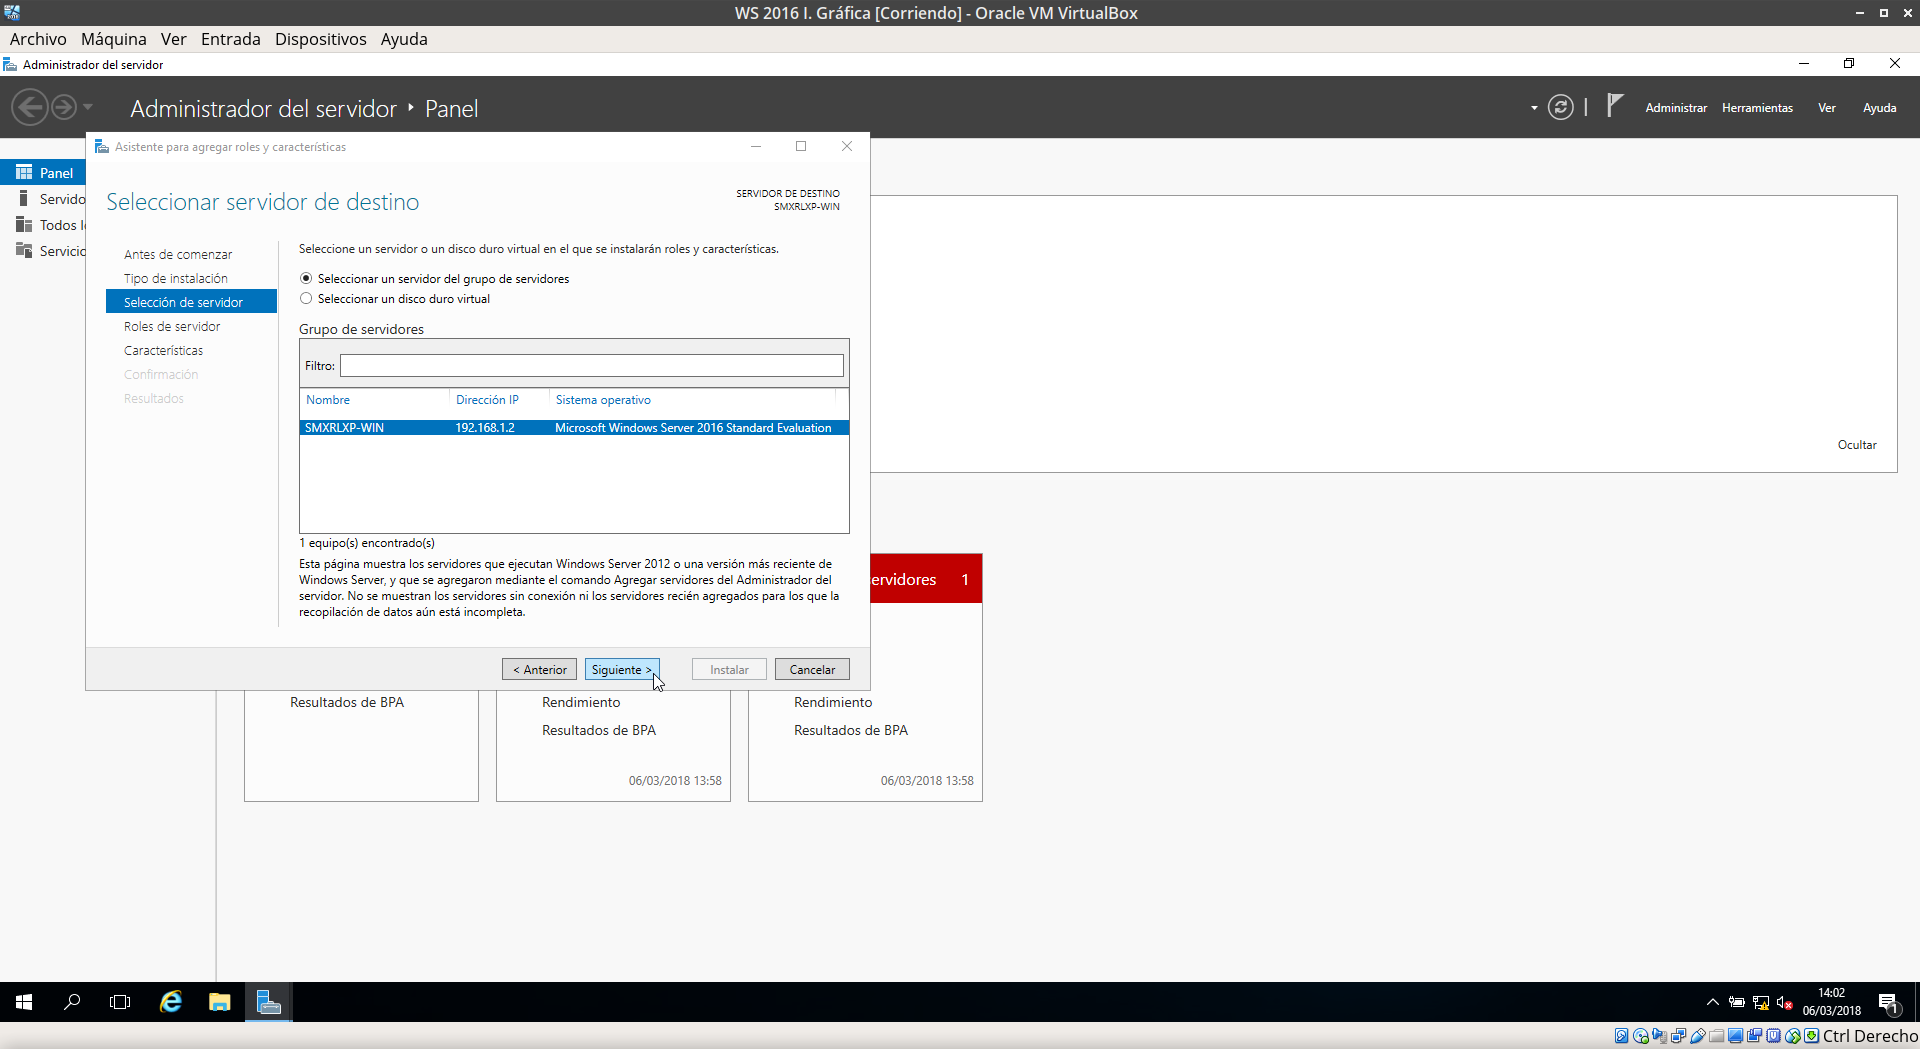 WS 2016 I. Gráfica [Corriendo] - Oracle VM VirtualBox
Archivo Máquina Ver Entrada Dispositivos Ayuda
Administrador del servidor
Administrador del servidor ‣ Panel
Administrar Herramientas Ver Ayuda
Asistente para agregar roles y características
Panel
Servido
Todos l
Servicio
Seleccionar servidor de destino
SERVIDOR DE DESTINO
SMXRLXP-WIN
Antes de comenzar
Tipo de instalación
Selección de servidor
Roles de servidor
Características
Confirmación
Resultados
Seleccione un servidor o un disco duro virtual en el que se instalarán roles y características.
Seleccionar un servidor del grupo de servidores
Seleccionar un disco duro virtual
Grupo de servidores
Filtro:
Nombre Dirección IP Sistema operativo
SMXRLXP-WIN 192.168.1.2 Microsoft Windows Server 2016 Standard Evaluation
1 equipo(s) encontrado(s)
Esta página muestra los servidores que ejecutan Windows Server 2012 o una versión más reciente de
Windows Server, y que se agregaron mediante el comando Agregar servidores del Administrador del
servidor. No se muestran los servidores sin conexión ni los servidores recién agregados para los que la
recopilación de datos aún está incompleta.
< Anterior Siguiente > Instalar Cancelar
Ocultar
ervidores 1
Resultados de BPA
Rendimiento
Resultados de BPA
06/03/2018 13:58
Rendimiento
Resultados de BPA
06/03/2018 13:58
14:02
06/03/2018
1
Ctrl Derecho